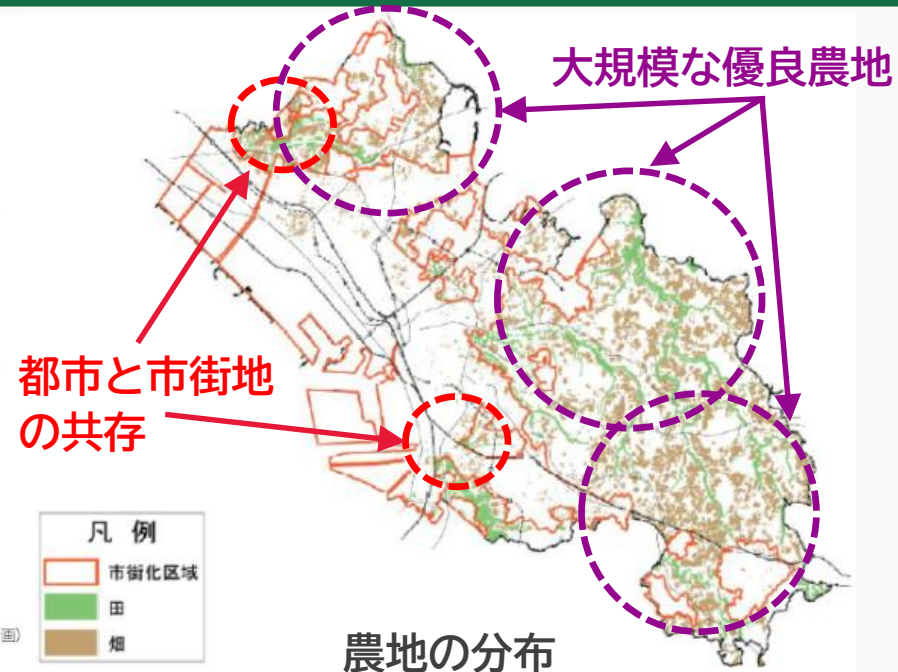 大規模な優良農地
都市と市街地
の共存
凡例
市街化区域
田
畑
画)
農地の分布